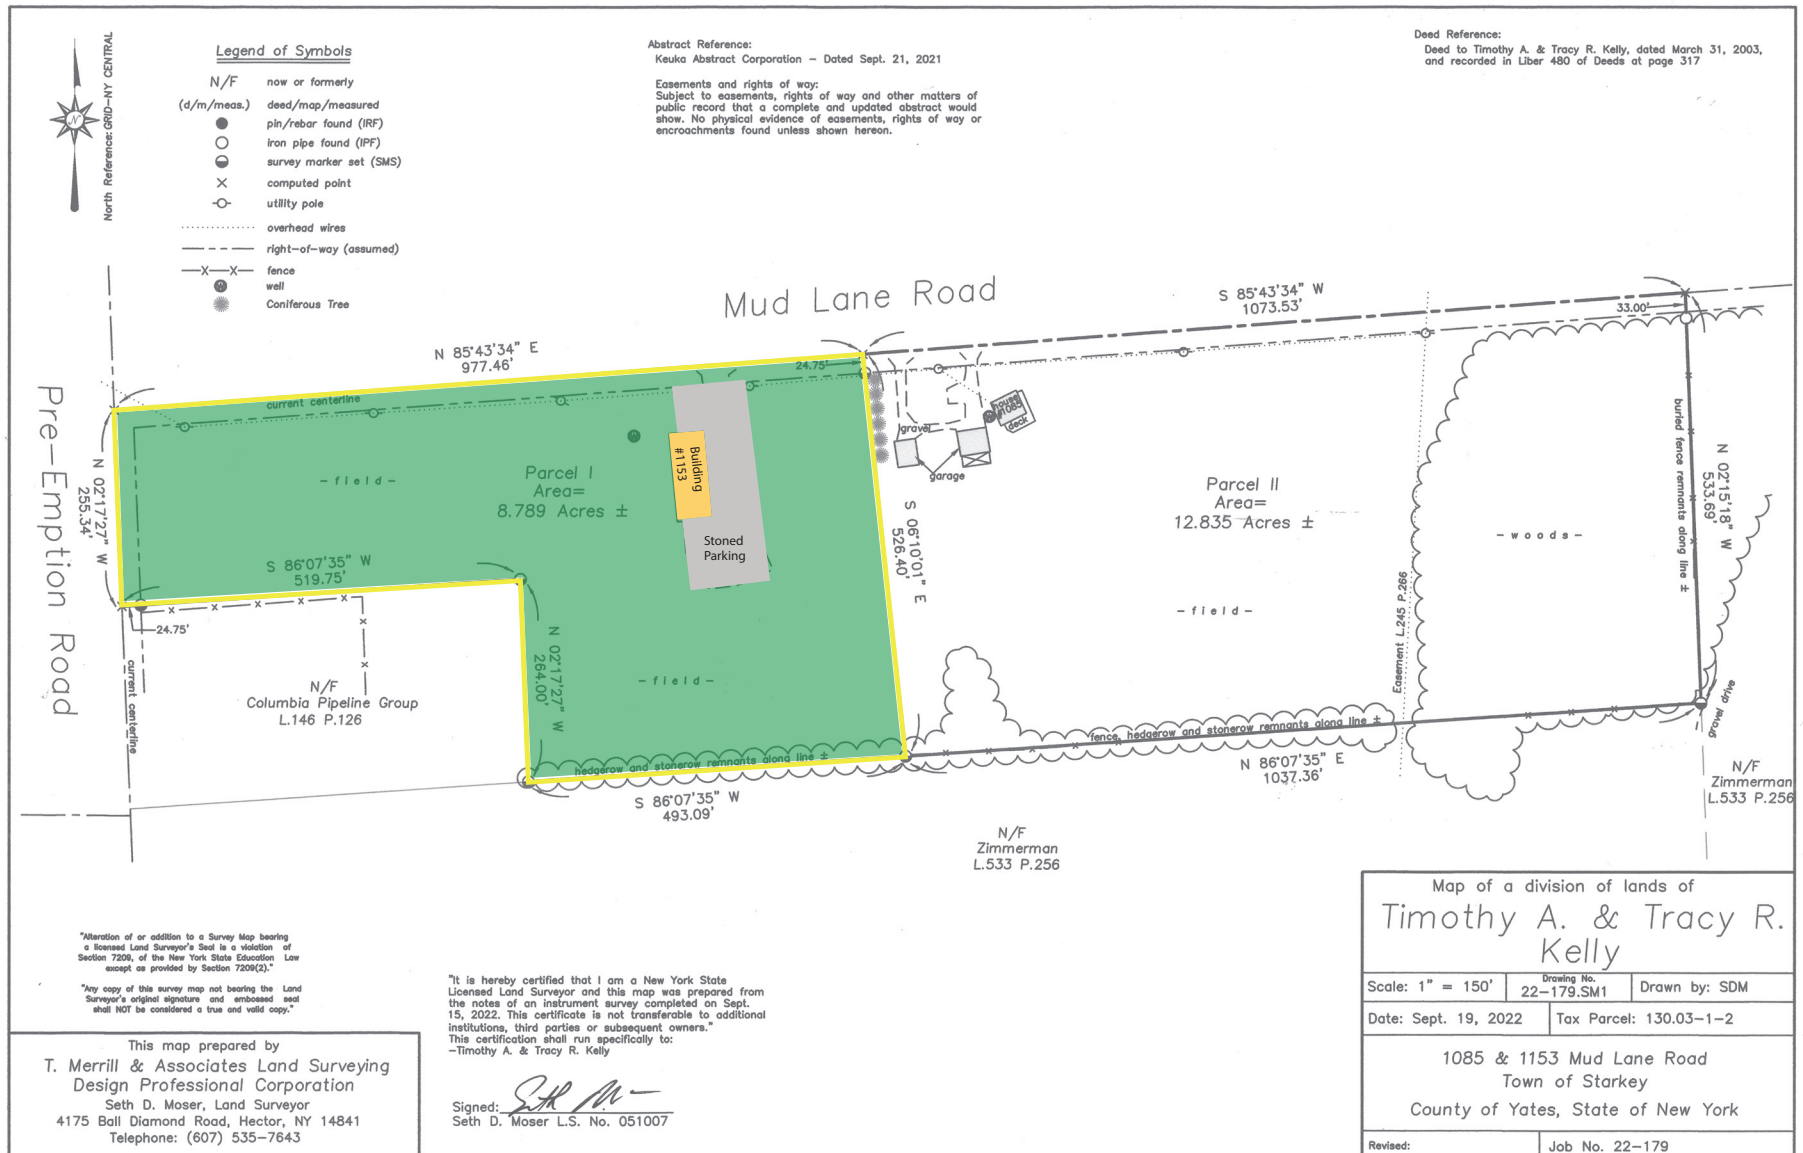 North Reference: GRID-NY CENTRAL
N
Legend of Symbols
N/F now or formerly
(d/m/meas.) deed/map/measured
pin/rebar found (IRF)
iron pipe found (IPF)
survey marker set (SMS)
computed point
utility pole
overhead wires
right-of-way (assumed)
fence
well
Coniferous Tree
Abstract Reference:
Keuka Abstract Corporation - Dated Sept. 21, 2021
Easements and rights of way:
Subject to easements, rights of way and other matters of
public record that a complete and updated abstract would
show. No physical evidence of easements, rights of way or
encroachments found unless shown hereon.
Deed Reference:
Deed to Timothy A. & Tracy R. Kelly, dated March 31, 2003,
and recorded in Liber 480 of Deeds at page 317
Mud Lane Road
S 85°43'34" W
1073.53'
33.00'
N 85°43'34" E
977.46'
24.75'
current centerline
Pre-Emption Road
N 02°17'27" W
255.34'
-field-
Parcel I
Area=
8.789 Acres ±
Building
#1153
Stoned
Parking
gravel
garage
house
#1085
deck
S 06°10'01" E
526.40'
Parcel II
Area=
12.835 Acres ±
-woods-
-field-
Easement L.245 P.266
buried fence remnants along line ±
N 02°15'18" W
533.69'
S 86°07'35" W
519.75'
24.75'
current centerline
N/F
Columbia Pipeline Group
L.146 P.126
N 02°17'27" W
264.00'
-field-
hedgerow and stonerow remnants along line ±
S 86°07'35" W
493.09'
fence, hedgerow and stonerow remnants along line ±
N 86°07'35" E
1037.36'
gravel drive
N/F
Zimmerman
L.533 P.256
N/F
Zimmerman
L.533 P.256
"Alteration of or addition to a Survey Map bearing
a licensed Land Surveyor's Seal is a violation of
Section 7209, of the New York State Education Law
except as provided by Section 7209(2)."
"Any copy of this survey map not bearing the Land
Surveyor's original signature and embossed seal
shall NOT be considered a true and valid copy."
This map prepared by
T. Merrill & Associates Land Surveying
Design Professional Corporation
Seth D. Moser, Land Surveyor
4175 Ball Diamond Road, Hector, NY 14841
Telephone: (607) 535-7643
"It is hereby certified that I am a New York State
Licensed Land Surveyor and this map was prepared from
the notes of an instrument survey completed on Sept.
15, 2022. This certificate is not transferable to additional
institutions, third parties or subsequent owners."
This certification shall run specifically to:
-Timothy A. & Tracy R. Kelly
Signed:
Seth D. Moser L.S. No. 051007
Map of a division of lands of
Timothy A. & Tracy R.
Kelly
Scale: 1" = 150'
Drawing No.
22-179.SM1
Drawn by: SDM
Date: Sept. 19, 2022
Tax Parcel: 130.03-1-2
1085 & 1153 Mud Lane Road
Town of Starkey
County of Yates, State of New York
Revised:
Job No. 22-179